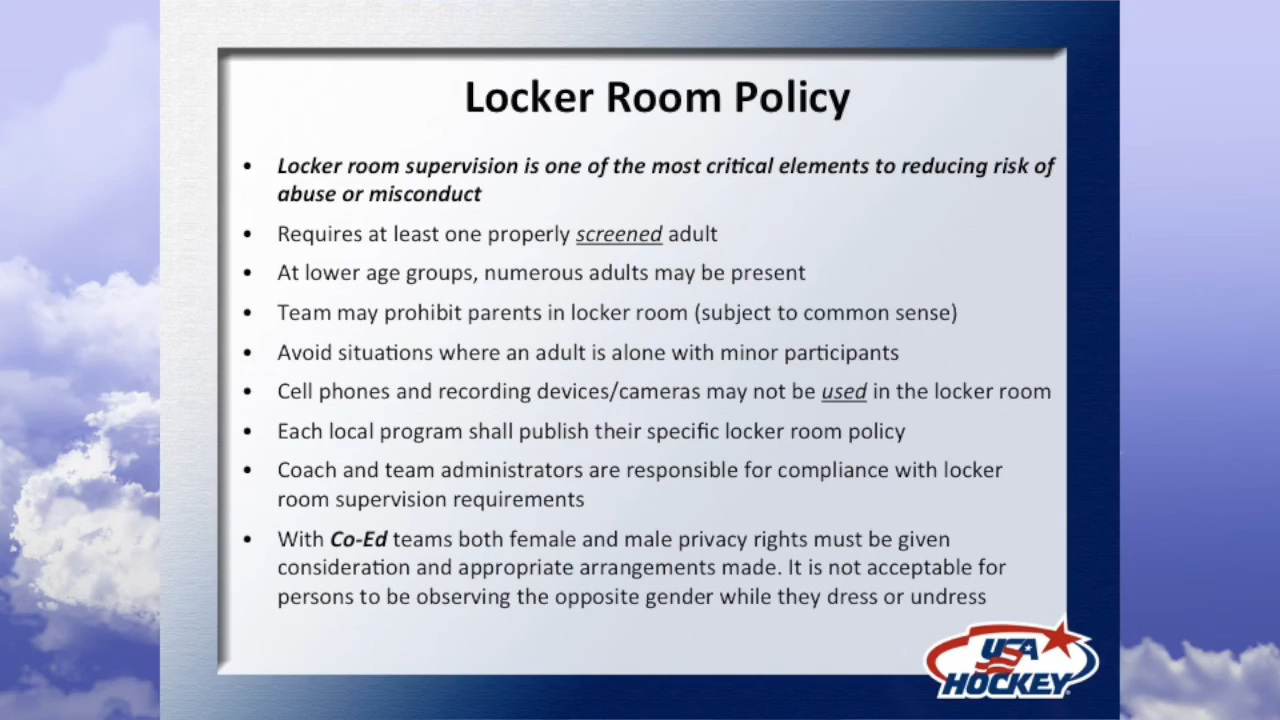 Locker Room Policy
• Locker room supervision is one of the most critical elements to reducing risk of
abuse or misconduct
• Requires at least one properly screened adult
• At lower age groups, numerous adults may be present
• Team may prohibit parents in locker room (subject to common sense)
• Avoid situations where an adult is alone with minor participants
• Cell phones and recording devices/cameras may not be used in the locker room
• Each local program shall publish their specific locker room policy
• Coach and team administrators are responsible for compliance with locker
room supervision requirements
• With Co-Ed teams both female and male privacy rights must be given
consideration and appropriate arrangements made. It is not acceptable for
persons to be observing the opposite gender while they dress or undress
USA
HOCKEY